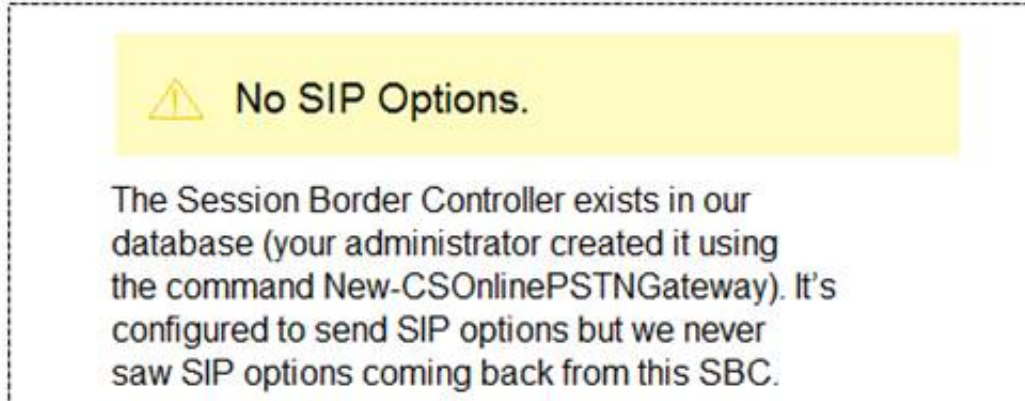 No SIP Options.
The Session Border Controller exists in our
database (your administrator created it using
the command New-CSOnlinePSTNGateway). It's
configured to send SIP options but we never
saw SIP options coming back from this SBC.